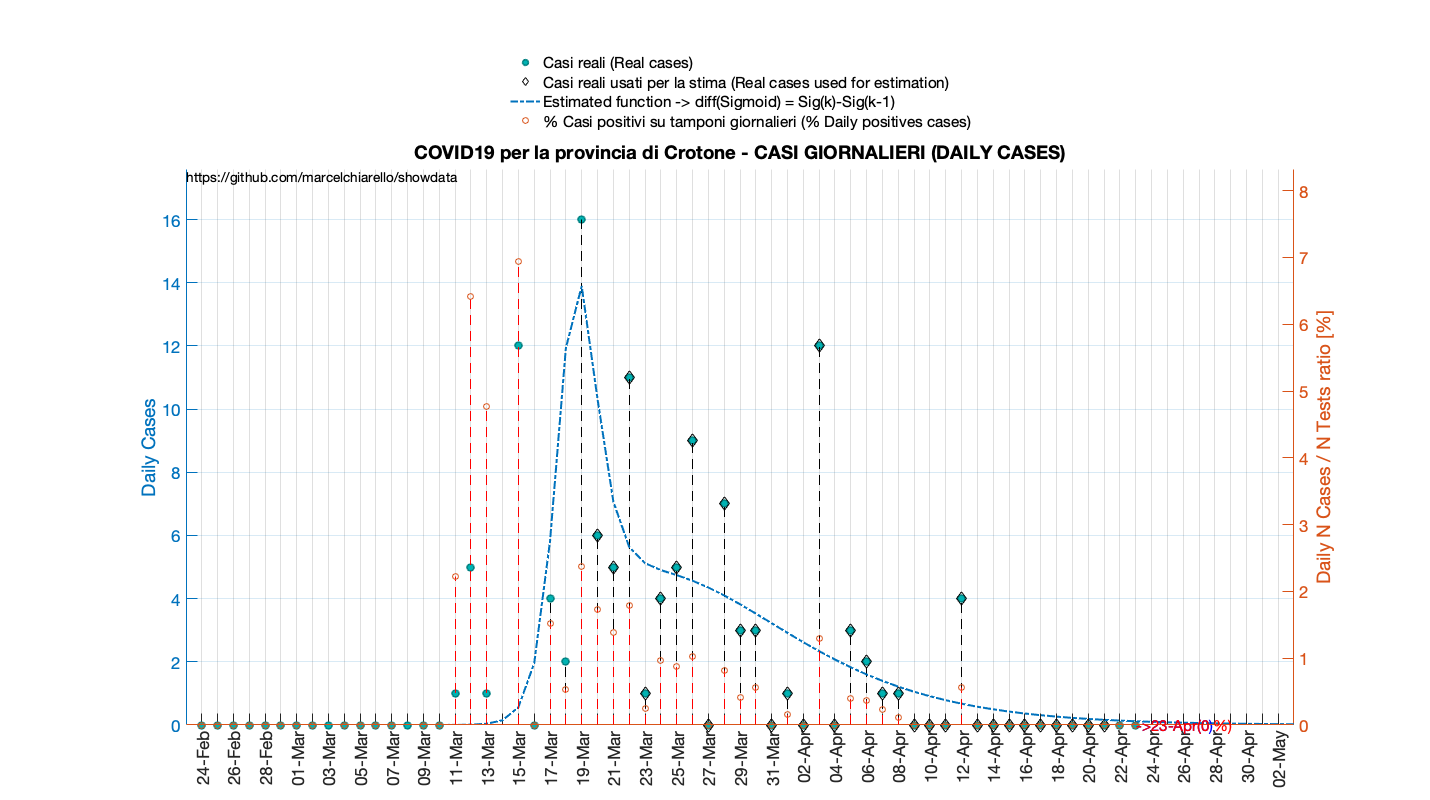 Casi reali (Real cases)
Casi reali usati per la stima (Real cases used for estimation)
Estimated function -> diff(Sigmoid) = Sig(k)-Sig(k-1)
% Casi positivi su tamponi giornalieri (% Daily positives cases)
COVID19 per la provincia di Crotone - CASI GIORNALIERI (DAILY CASES)
https://github.com/marcelchiarello/showdata
Daily Cases
16
14
12
10
8
6
4
2
0
8
7
6
5
4
3
2
1
0
Daily N Cases / N Tests ratio [%]
->23-Apr(0,%)
24-Feb
26-Feb
28-Feb
01-Mar
03-Mar
05-Mar
07-Mar
09-Mar
11-Mar
13-Mar
15-Mar
17-Mar
19-Mar
21-Mar
23-Mar
25-Mar
27-Mar
29-Mar
31-Mar
02-Apr
04-Apr
06-Apr
08-Apr
10-Apr
12-Apr
14-Apr
16-Apr
18-Apr
20-Apr
22-Apr
24-Apr
26-Apr
28-Apr
30-Apr
02-May